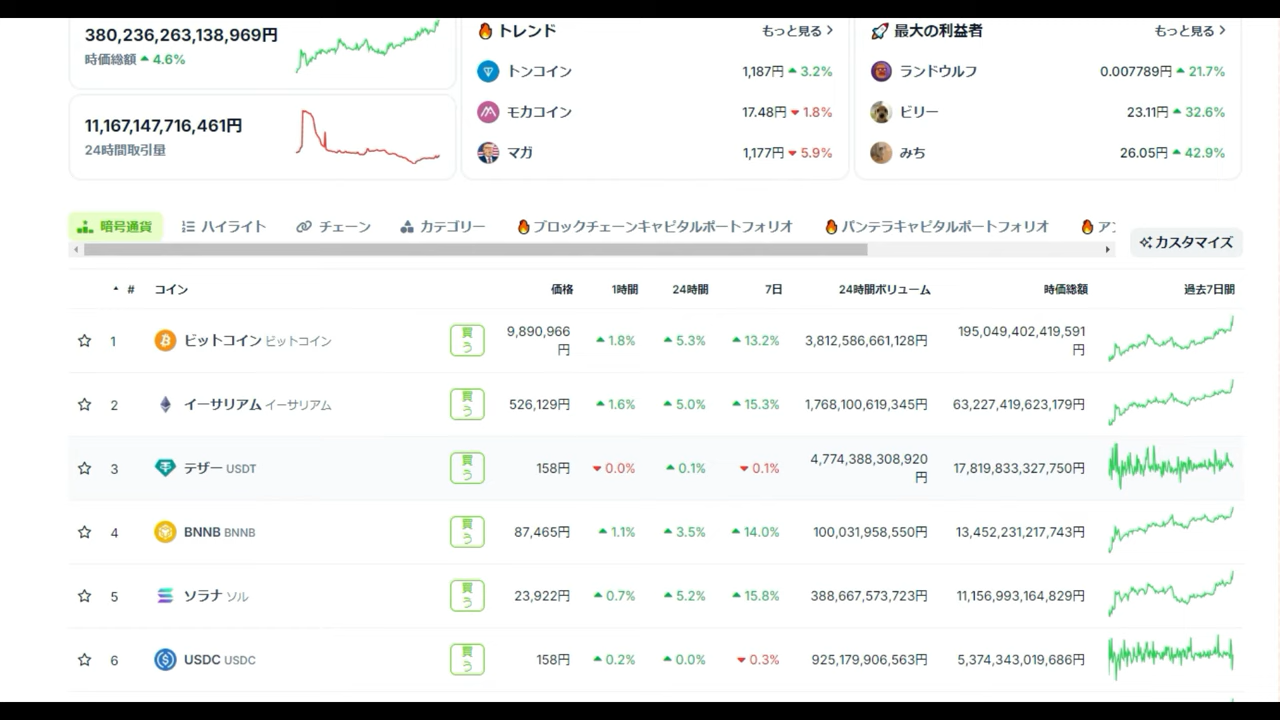 380,236,263,138,969円
時価総額 4.6%
11,167,147,716,461円
24時間取引量
トレンド もっと見る
トンコイン 1,187円 3.2%
モカコイン 17.48円 1.8%
マガ 1,177円 5.9%
最大の利益者 もっと見る
ランドウルフ 0.007789円 21.7%
ビリー 23.11円 32.6%
みち 26.05円 42.9%
暗号通貨 ハイライト チェーン カテゴリー ブロックチェーンキャピタルポートフォリオ パンテラキャピタルポートフォリオ
カスタマイズ
# コイン 価格 1時間 24時間 7日 24時間ボリューム 時価総額 過去7日間
1 ビットコイン ビットコイン 買う 9,890,966円 1.8% 5.3% 13.2% 3,812,586,661,128円 195,049,402,419,591円
2 イーサリアム イーサリアム 買う 526,129円 1.6% 5.0% 15.3% 1,768,100,619,345円 63,227,419,623,179円
3 テザー USDT 買う 158円 0.0% 0.1% 0.1% 4,774,388,308,920円 17,819,833,327,750円
4 BNNB BNNB 買う 87,465円 1.1% 3.5% 14.0% 100,031,958,550円 13,452,231,217,743円
5 ソラナ ソル 買う 23,922円 0.7% 5.2% 15.8% 388,667,573,723円 11,156,993,164,829円
6 USDC USDC 買う 158円 0.2% 0.0% 0.3% 925,179,906,563円 5,374,343,019,686円